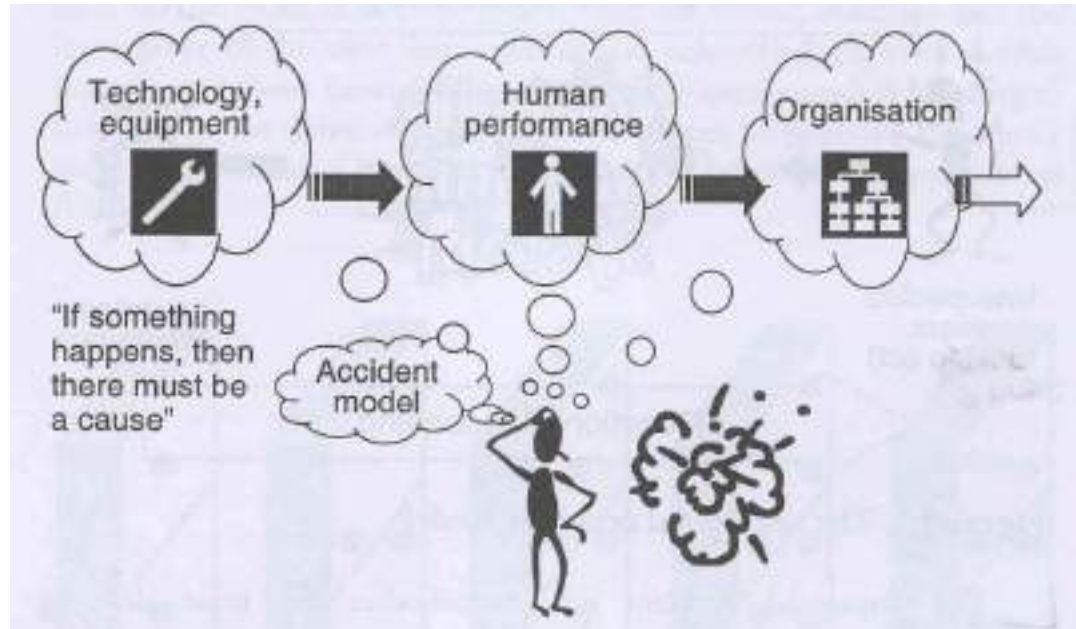 Technology,
equipment
Human
performance
Organisation
"If something
happens, then
there must be
a cause"
Accident
model